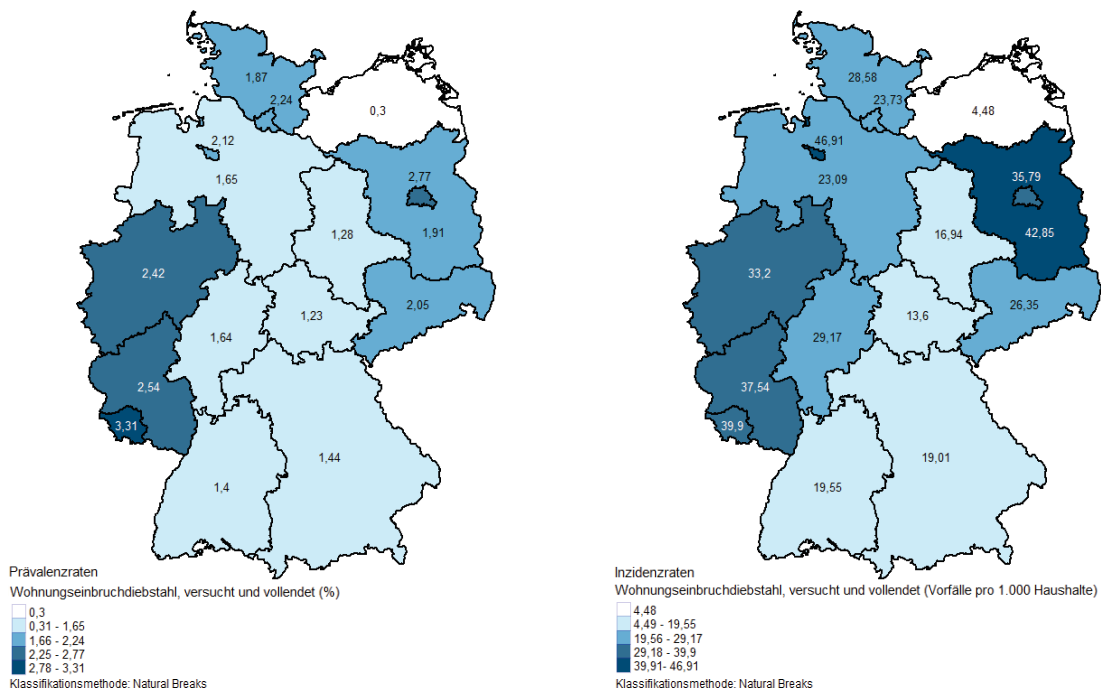 1,87
2,24
0,3
2,12
1,65
2,77
1,91
1,28
2,42
2,05
1,23
1,64
2,54
3,31
1,44
1,4
Prävalenzraten
Wohnungseinbruchdiebstahl, versucht und vollendet (%)
0,3
0,31 - 1,65
1,66 - 2,24
2,25 - 2,77
2,78 - 3,31
Klassifikationsmethode: Natural Breaks
28,58
23,73
4,48
46,91
23,09
35,79
42,85
16,94
33,2
26,35
13,6
29,17
37,54
39,9
19,01
19,55
Inzidenzraten
Wohnungseinbruchdiebstahl, versucht und vollendet (Vorfälle pro 1.000 Haushalte)
4,48
4,49 - 19,55
19,56 - 29,17
29,18 - 39,9
39,91- 46,91
Klassifikationsmethode: Natural Breaks